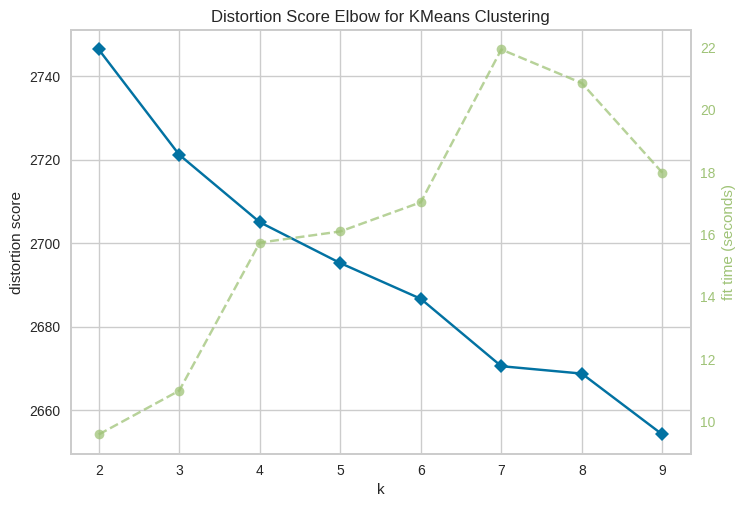 Distortion Score Elbow for KMeans Clustering
distortion score
2740
2720
2700
2680
2660
22
20
18
16
14
12
10
fit time (seconds)
2 3 4 5 6 7 8 9
k